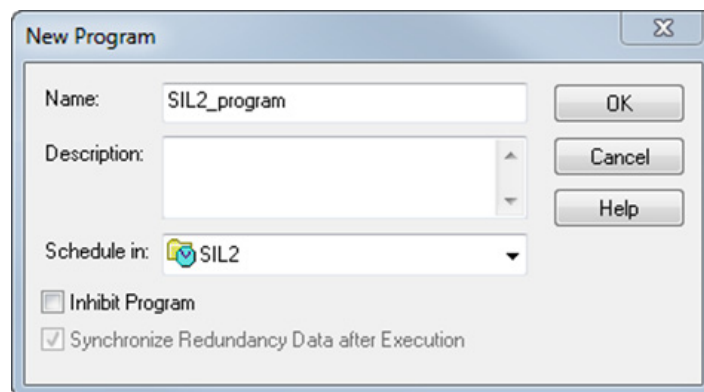 New Program
Name: SIL2_program OK
Description: Cancel
Help
Schedule in: SIL2
Inhibit Program
Synchronize Redundancy Data after Execution